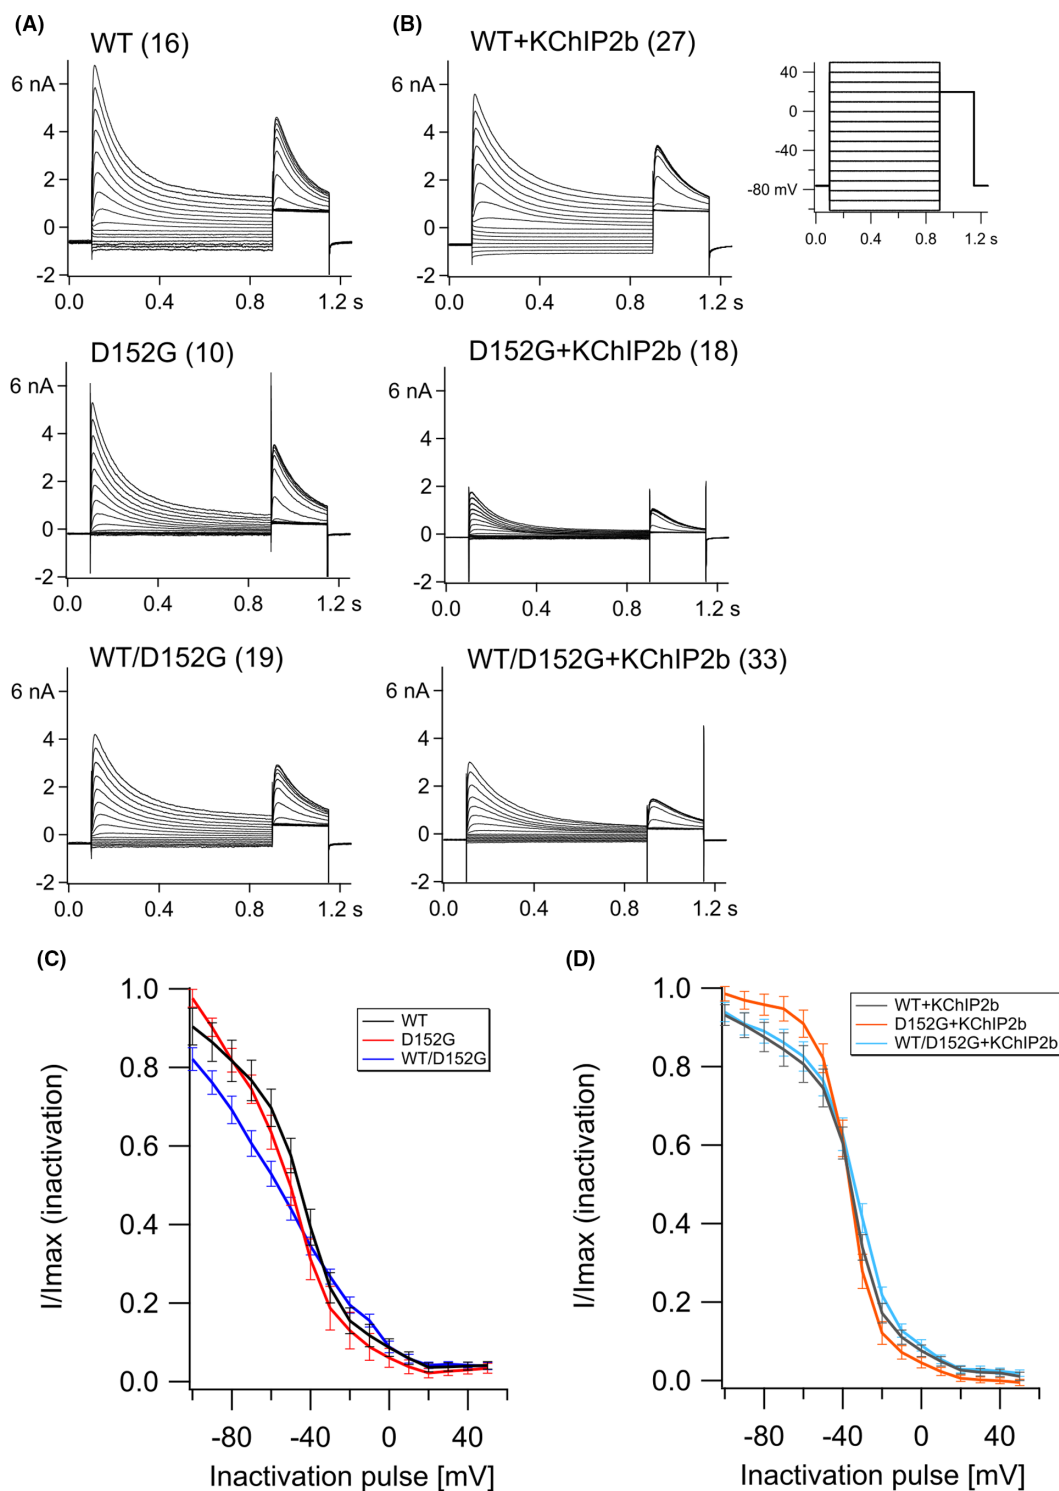 (A)
WT (16)
6 nA
4
2
0
-2
0.0 0.4 0.8 1.2 s
(B)
WT+KChIP2b (27)
6 nA
4
2
0
-2
0.0 0.4 0.8 1.2 s
40
0
-40
-80 mV
0.0 0.4 0.8 1.2 s
D152G (10)
6 nA
4
2
0
-2
0.0 0.4 0.8 1.2 s
D152G+KChIP2b (18)
6 nA
4
2
0
-2
0.0 0.4 0.8 1.2 s
WT/D152G (19)
6 nA
4
2
0
-2
0.0 0.4 0.8 1.2 s
WT/D152G+KChIP2b (33)
6 nA
4
2
0
-2
0.0 0.4 0.8 1.2 s
(C)
I/Imax (inactivation)
1.0
0.8
0.6
0.4
0.2
0.0
WT
D152G
WT/D152G
-80 -40 0 40
Inactivation pulse [mV]
(D)
I/Imax (inactivation)
1.0
0.8
0.6
0.4
0.2
0.0
WT+KChIP2b
D152G+KChIP2b
WT/D152G+KChIP2b
-80 -40 0 40
Inactivation pulse [mV]